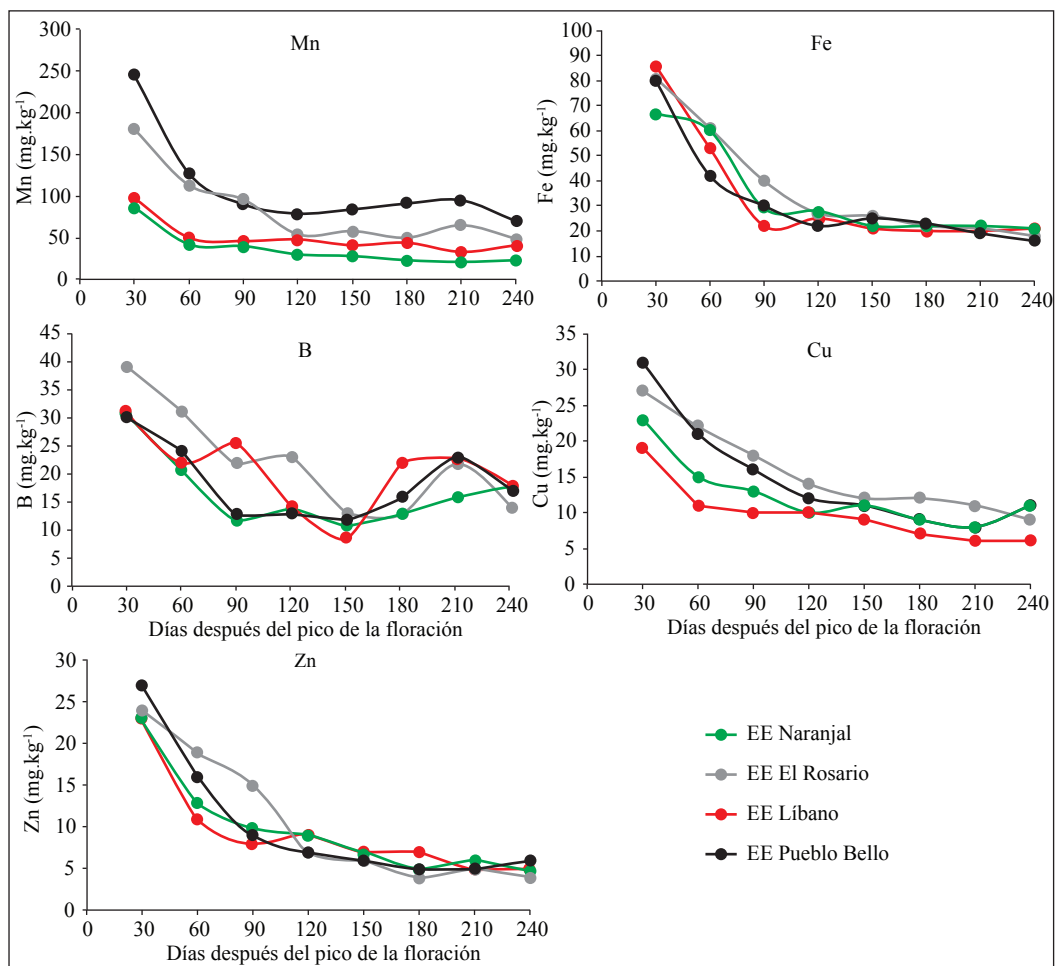 Mn
Mn (mg.kg-1)
300
250
200
150
100
50
0
0 30 60 90 120 150 180 210 240
Fe
Fe (mg.kg-1)
100
90
80
70
60
50
40
30
20
10
0
0 30 60 90 120 150 180 210 240
B
B (mg.kg-1)
45
40
35
30
25
20
15
10
5
0
0 30 60 90 120 150 180 210 240
Días después del pico de la floración
Cu
Cu (mg.kg-1)
35
30
25
20
15
10
5
0
0 30 60 90 120 150 180 210 240
Días después del pico de la floración
Zn
Zn (mg.kg-1)
30
25
20
15
10
5
0
0 30 60 90 120 150 180 210 240
Días después del pico de la floración
EE Naranjal
EE El Rosario
EE Líbano
EE Pueblo Bello